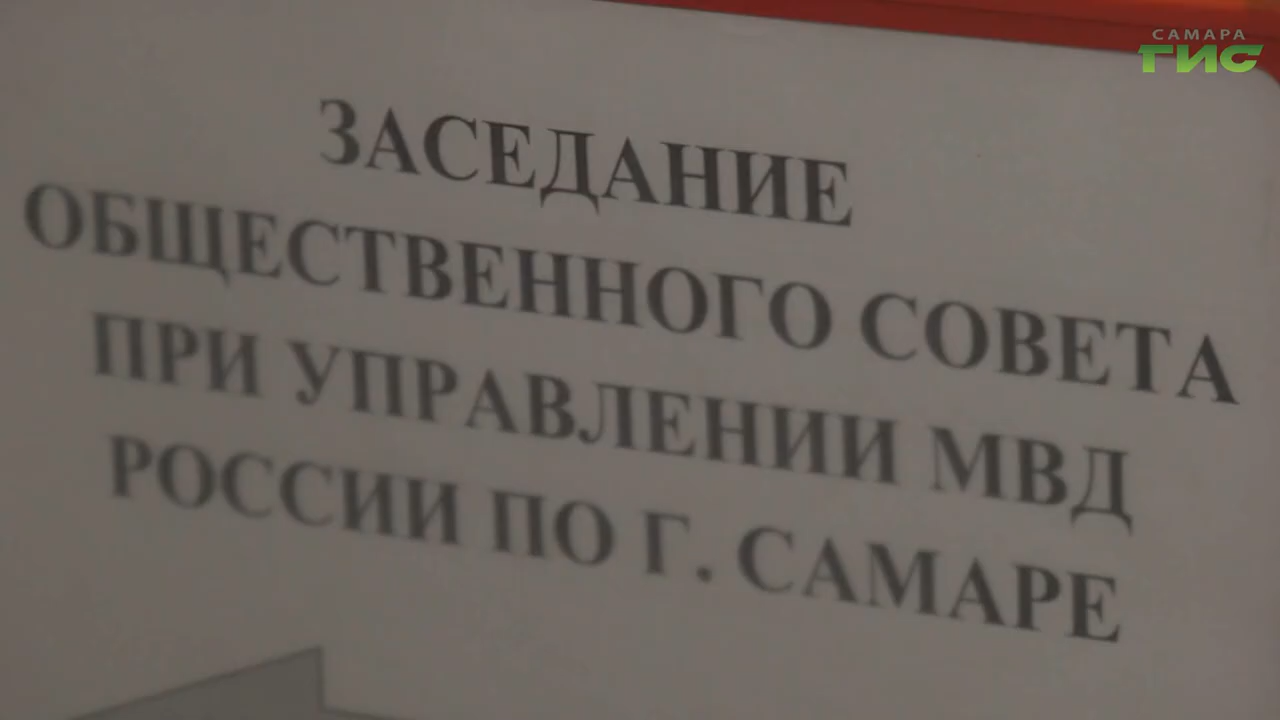 САМАРА
ГИС
ЗАСЕДАНИЕ
ОБЩЕСТВЕННОГО СОВЕТА
ПРИ УПРАВЛЕНИИ МВД
РОССИИ ПО Г. САМАРЕ